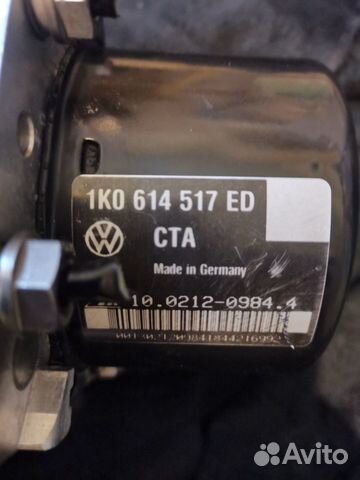 1K0 614 517 ED
CTA
Made in Germany
10.0212-0984.4
Avito